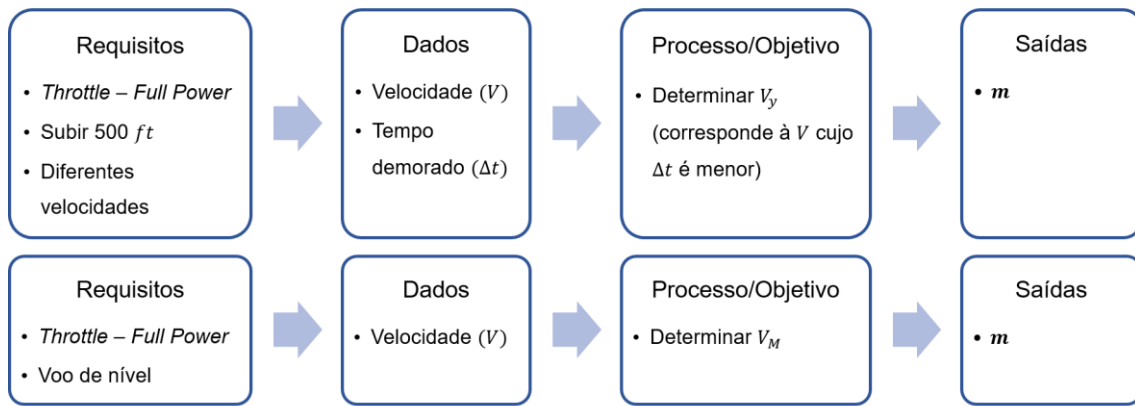 Requisitos
• Throttle – Full Power
• Subir 500 ft
• Diferentes
velocidades
Dados
• Velocidade (V)
• Tempo
demorado (Δt)
Processo/Objetivo
• Determinar V_y
(corresponde à V cujo
Δt é menor)
Saídas
• m
Requisitos
• Throttle – Full Power
• Voo de nível
Dados
• Velocidade (V)
Processo/Objetivo
• Determinar V_M
Saídas
• m